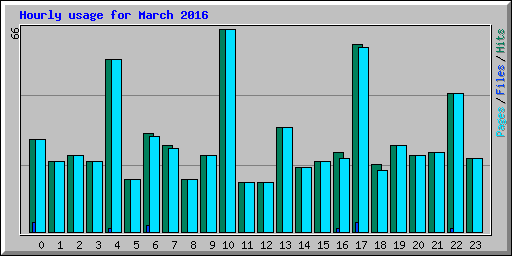 Hourly usage for March 2016
66
Pages/Files/Hits
0 1 2 3 4 5 6 7 8 9 10 11 12 13 14 15 16 17 18 19 20 21 22 23